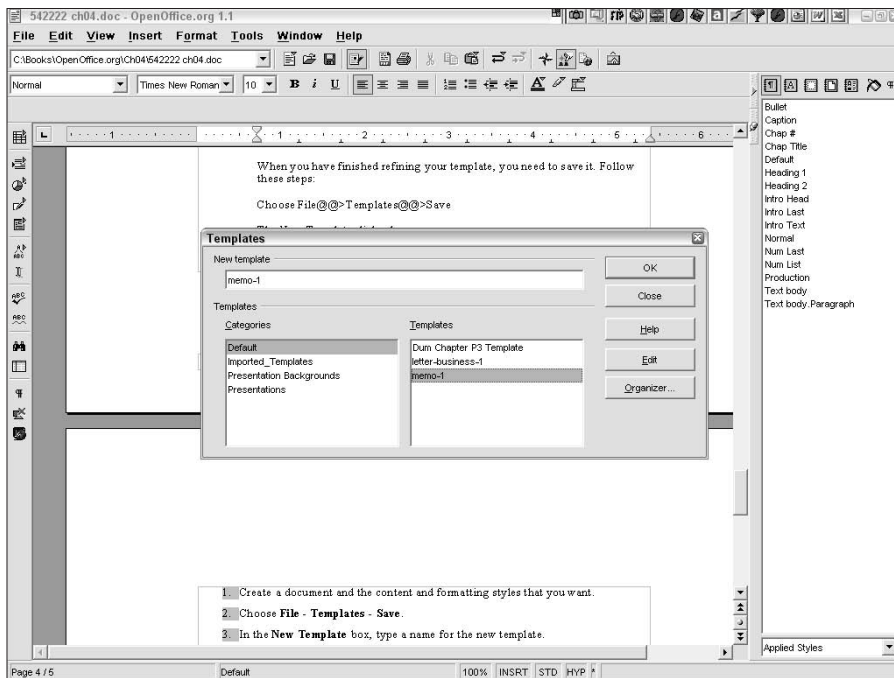 542222 ch04.doc - OpenOffice.org 1.1
File Edit View Insert Format Tools Window Help
C:\Books\OpenOffice.org\Ch04\542222 ch04.doc
Normal Times New Roman 10 B i U
1 1 2 3 4 5 6
When you have finished refining your template, you need to save it. Follow
these steps:
Choose File@@>Templates@@>Save
Templates
New template
memo-1
Templates
Categories
Default
Imported_Templates
Presentation Backgrounds
Presentations
Templates
Dum Chapter P3 Template
letter-business-1
memo-1
OK
Close
Help
Edit
Organizer...
1. Create a document and the content and formatting styles that you want.
2. Choose File - Templates - Save.
3. In the New Template box, type a name for the new template.
Bullet
Caption
Chap #
Chap Title
Default
Heading 1
Heading 2
Intro Head
Intro Last
Intro Text
Normal
Num Last
Num List
Production
Text body
Text body.Paragraph
Applied Styles
Page 4 / 5 Default 100% INSRT STD HYP *